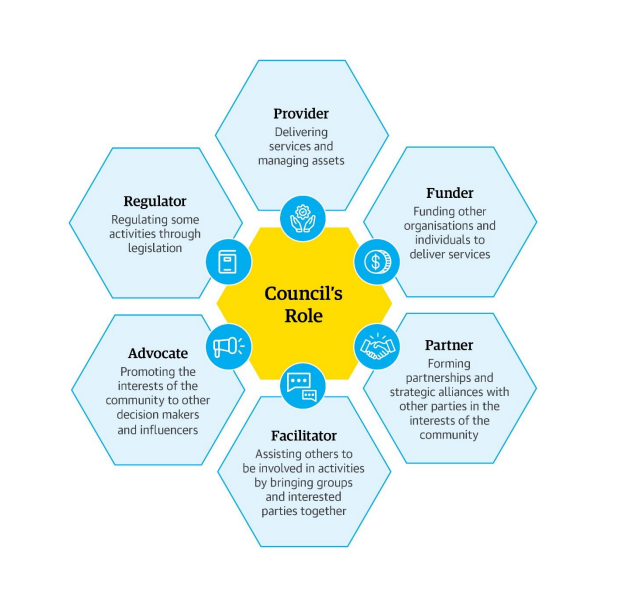 Provider
Delivering
services and
managing assets
Funder
Funding other
organisations and
individuals to
deliver services
Partner
Forming
partnerships and
strategic alliances with
other parties in the
interests of the
community
Facilitator
Assisting others to
be involved in activities
by bringing groups
and interested
parties together
Advocate
Promoting the
interests of the
community to other
decision makers
and influencers
Regulator
Regulating some
activities through
legislation
Council’s
Role
$